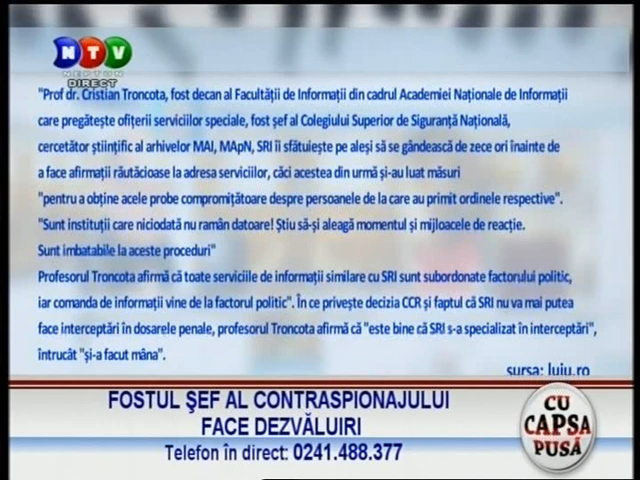 NTV
NEPTUN
DIRECT
"Prof dr. Cristian Troncota, fost decan al Facultății de Informații din cadrul Academiei Naționale de Informații
care pregătește ofițerii serviciilor speciale, fost șef al Colegiului Superior de Siguranță Națională,
cercetător științific al arhivelor MAI, MApN, SRI îi sfătuiește pe aleși să se gândească de zece ori înainte de
a face afirmații răutăcioase la adresa serviciilor, căci acestea din urmă și-au luat măsuri
"pentru a obține acele probe compromițătoare despre persoanele de la care au primit ordinele respective".
"Sunt instituții care niciodată nu ramân datoare! Știu să-și aleagă momentul și mijloacele de reacție.
Sunt imbatabile la aceste proceduri"
Profesorul Troncota afirmă că toate serviciile de informații similare cu SRI sunt subordonate factorului politic,
iar comanda de informații vine de la factorul politic". În ce privește decizia CCR și faptul că SRI nu va mai putea
face interceptări în dosarele penale, profesorul Troncota afirmă că "este bine că SRI s-a specializat în interceptări",
întrucât "și-a facut mâna".
sursa: luju.ro
FOSTUL ŞEF AL CONTRASPIONAJULUI
FACE DEZVĂLUIRI
Telefon în direct: 0241.488.377
CU
CAPSA
PUSĂ